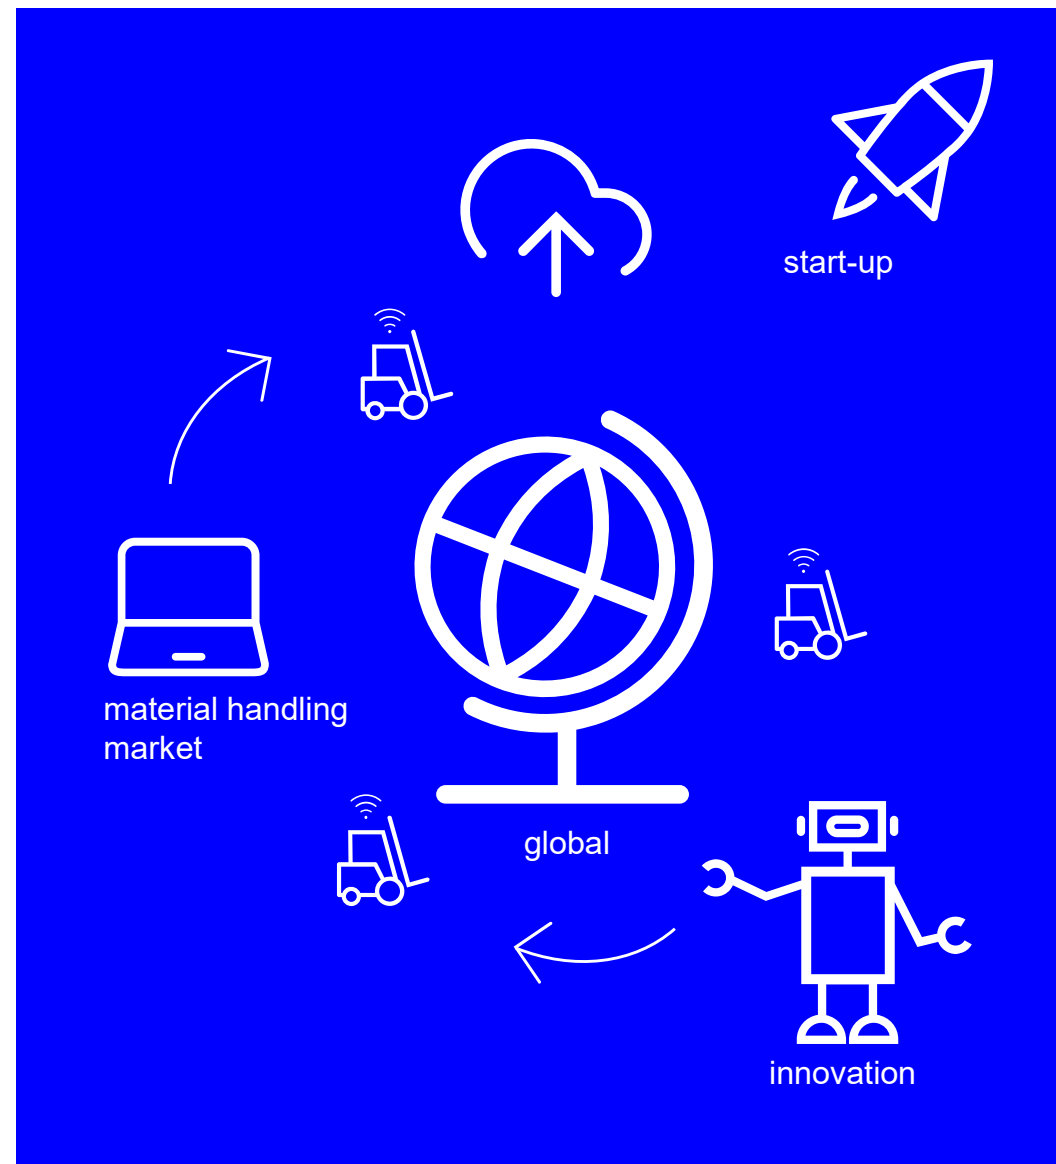 start-up
material handling
market
global
innovation